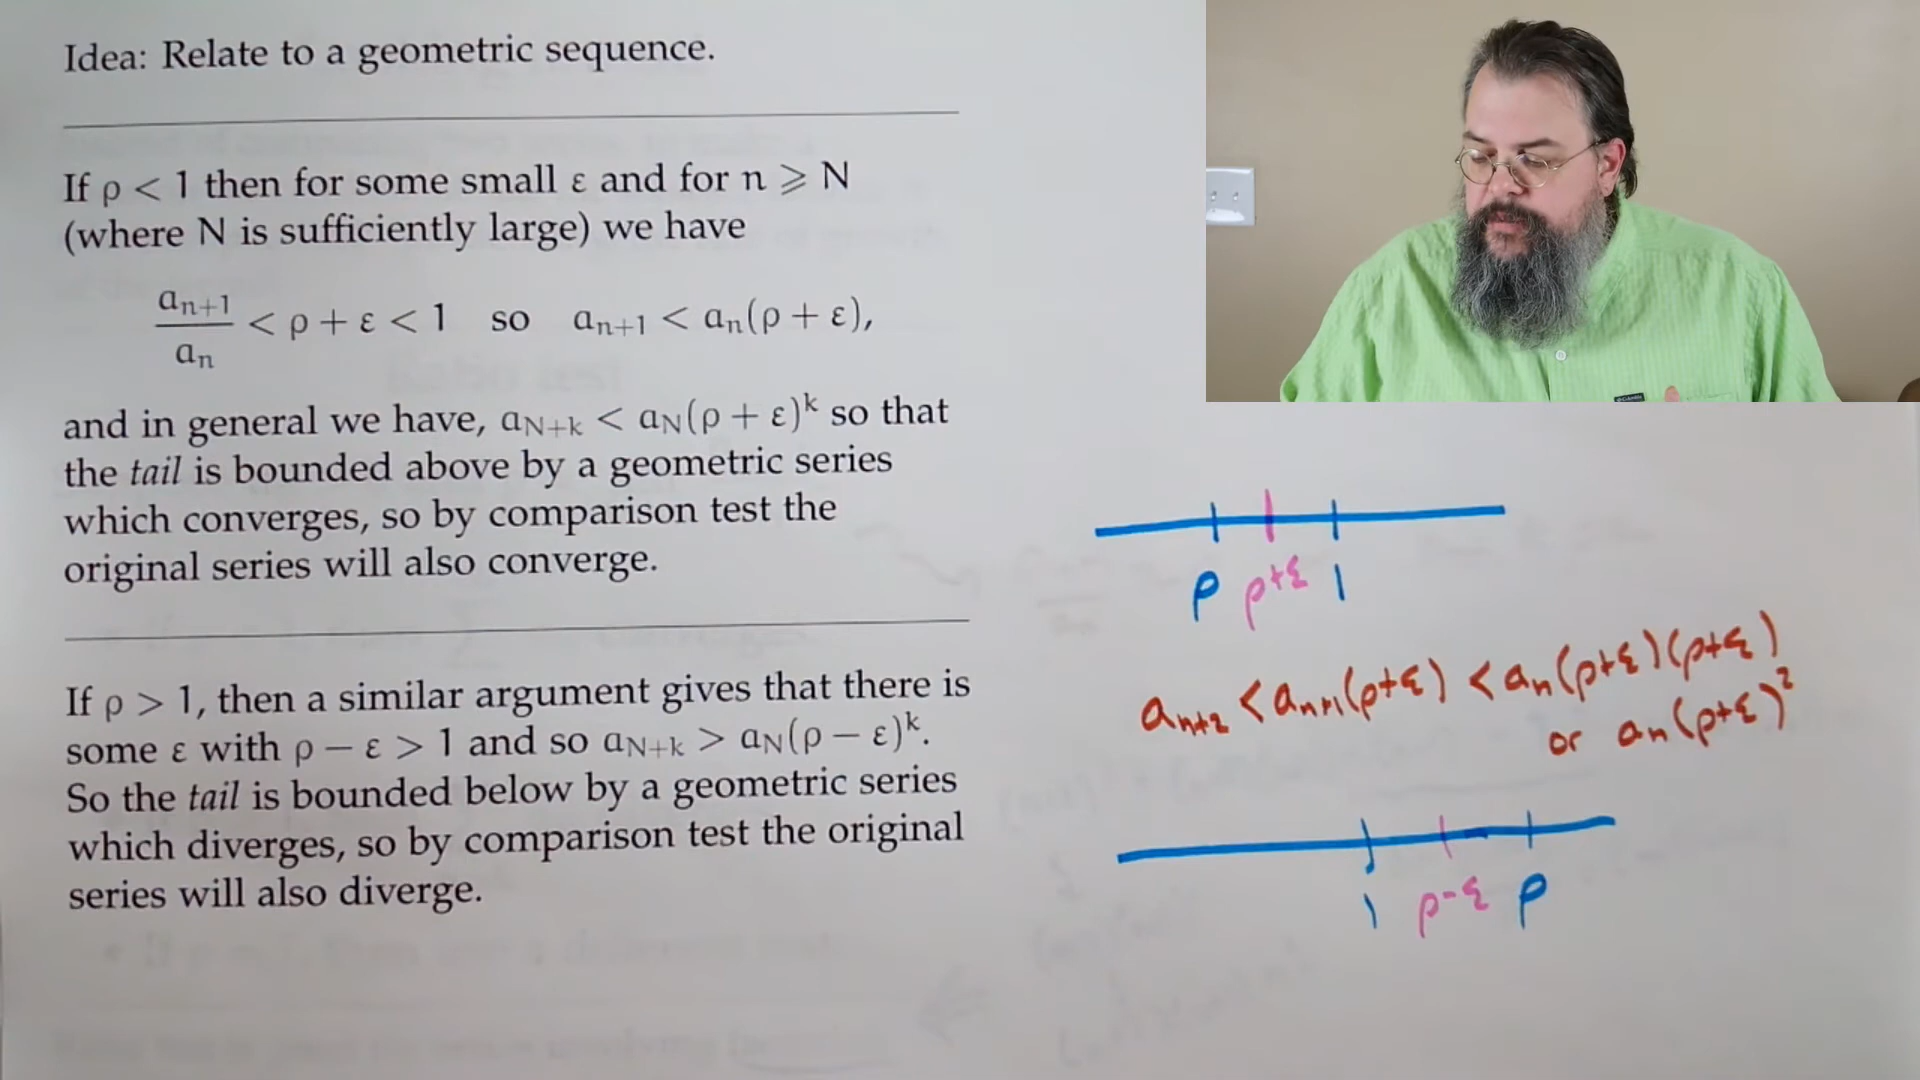 Idea: Relate to a geometric sequence.
If ρ < 1 then for some small ε and for n ⩾ N
(where N is sufficiently large) we have
aₙ₊₁/aₙ < ρ + ε < 1 so aₙ₊₁ < aₙ(ρ + ε),
and in general we have, a_{N+k} < a_N(ρ + ε)^k so that
the tail is bounded above by a geometric series
which converges, so by comparison test the
original series will also converge.
If ρ > 1, then a similar argument gives that there is
some ε with ρ − ε > 1 and so a_{N+k} > a_N(ρ − ε)^k.
So the tail is bounded below by a geometric series
which diverges, so by comparison test the original
series will also diverge.
ρ ρ+ε 1
aₙ₊₂ < aₙ₊₁(ρ+ε) < aₙ(ρ+ε)(ρ+ε)
or aₙ(ρ+ε)²
1 ρ-ε ρ